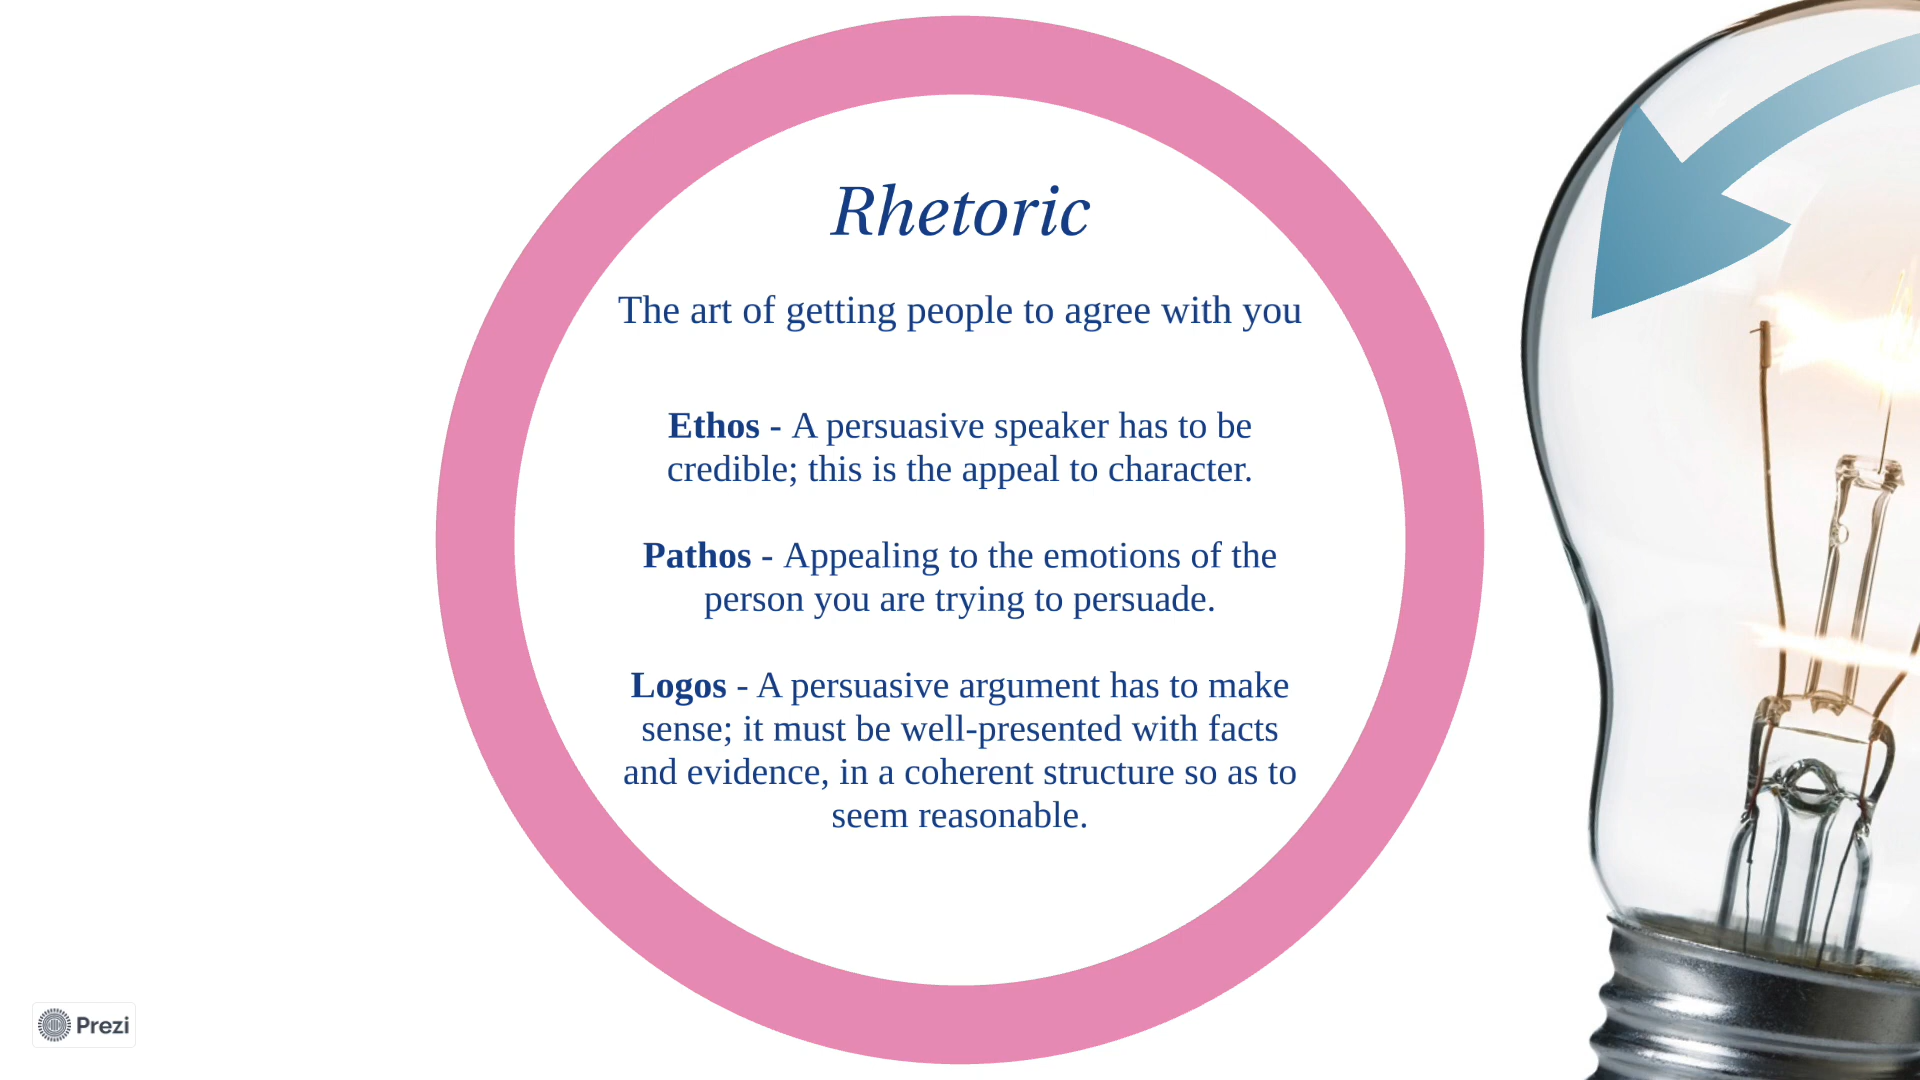 Rhetoric
The art of getting people to agree with you
Ethos - A persuasive speaker has to be
credible; this is the appeal to character.
Pathos - Appealing to the emotions of the
person you are trying to persuade.
Logos - A persuasive argument has to make
sense; it must be well-presented with facts
and evidence, in a coherent structure so as to
seem reasonable.
Prezi